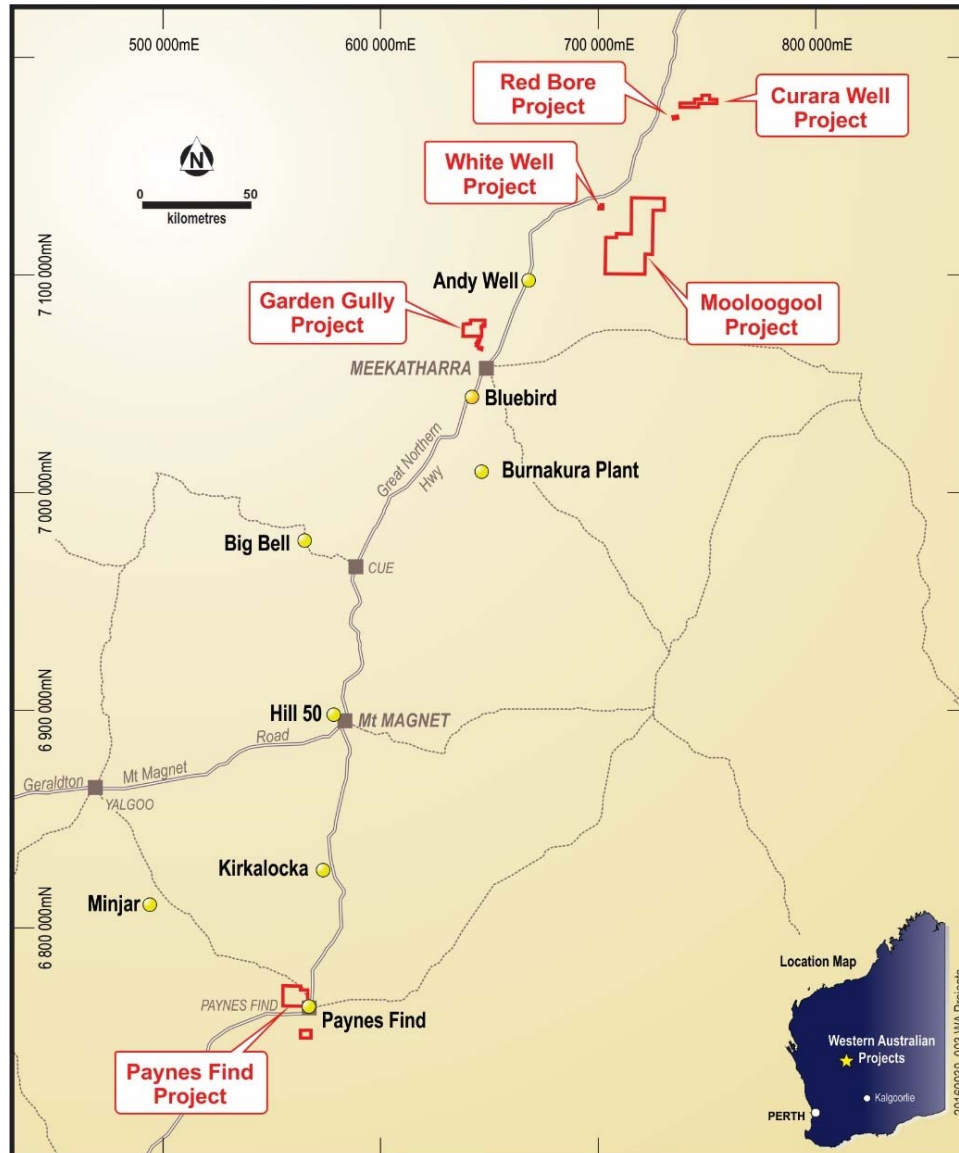 500 000mE
600 000mE
700 000mE
800 000mE
Red Bore
Project
Curara Well
Project
White Well
Project
N
0
50
kilometres
7 100 000mN
Andy Well
Garden Gully
Project
Mooloogool
Project
MEEKATHARRA
Bluebird
Great Northern
Hwy
Burnakura Plant
7 000 000mN
Big Bell
CUE
6 900 000mN
Hill 50
Mt MAGNET
Geraldton
Mt Magnet
Road
YALGOO
Kirkalocka
Minjar
6 800 000mN
Location Map
PAYNES FIND
Paynes Find
Paynes Find
Project
Western Australian
Projects
Kalgoorlie
PERTH